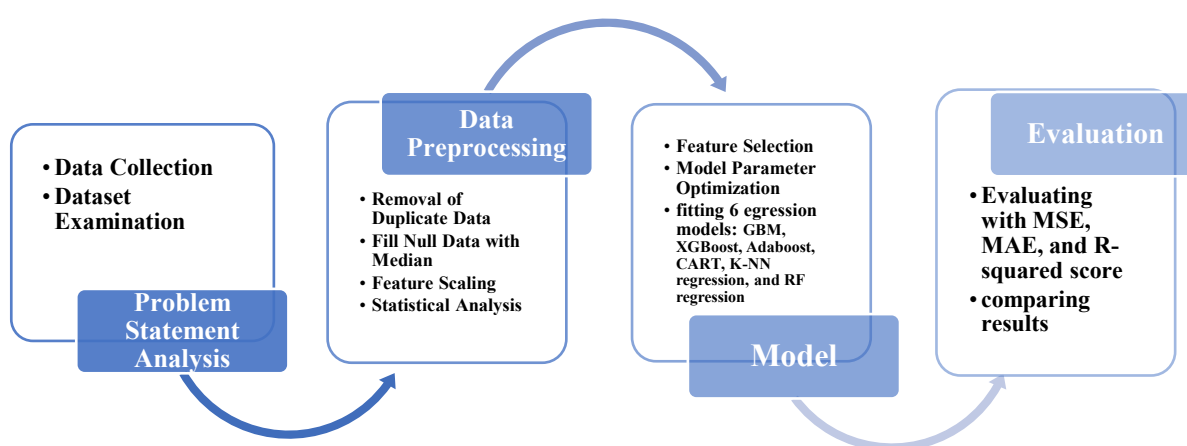 • Data Collection
• Dataset
Examination
Problem
Statement
Analysis
Data
Preprocessing
• Removal of
Duplicate Data
• Fill Null Data with
Median
• Feature Scaling
• Statistical Analysis
• Feature Selection
• Model Parameter
Optimization
• fitting 6 egression
models: GBM,
XGBoost, Adaboost,
CART, K-NN
regression, and RF
regression
Model
Evaluation
• Evaluating
with MSE,
MAE, and R-
squared score
• comparing
results